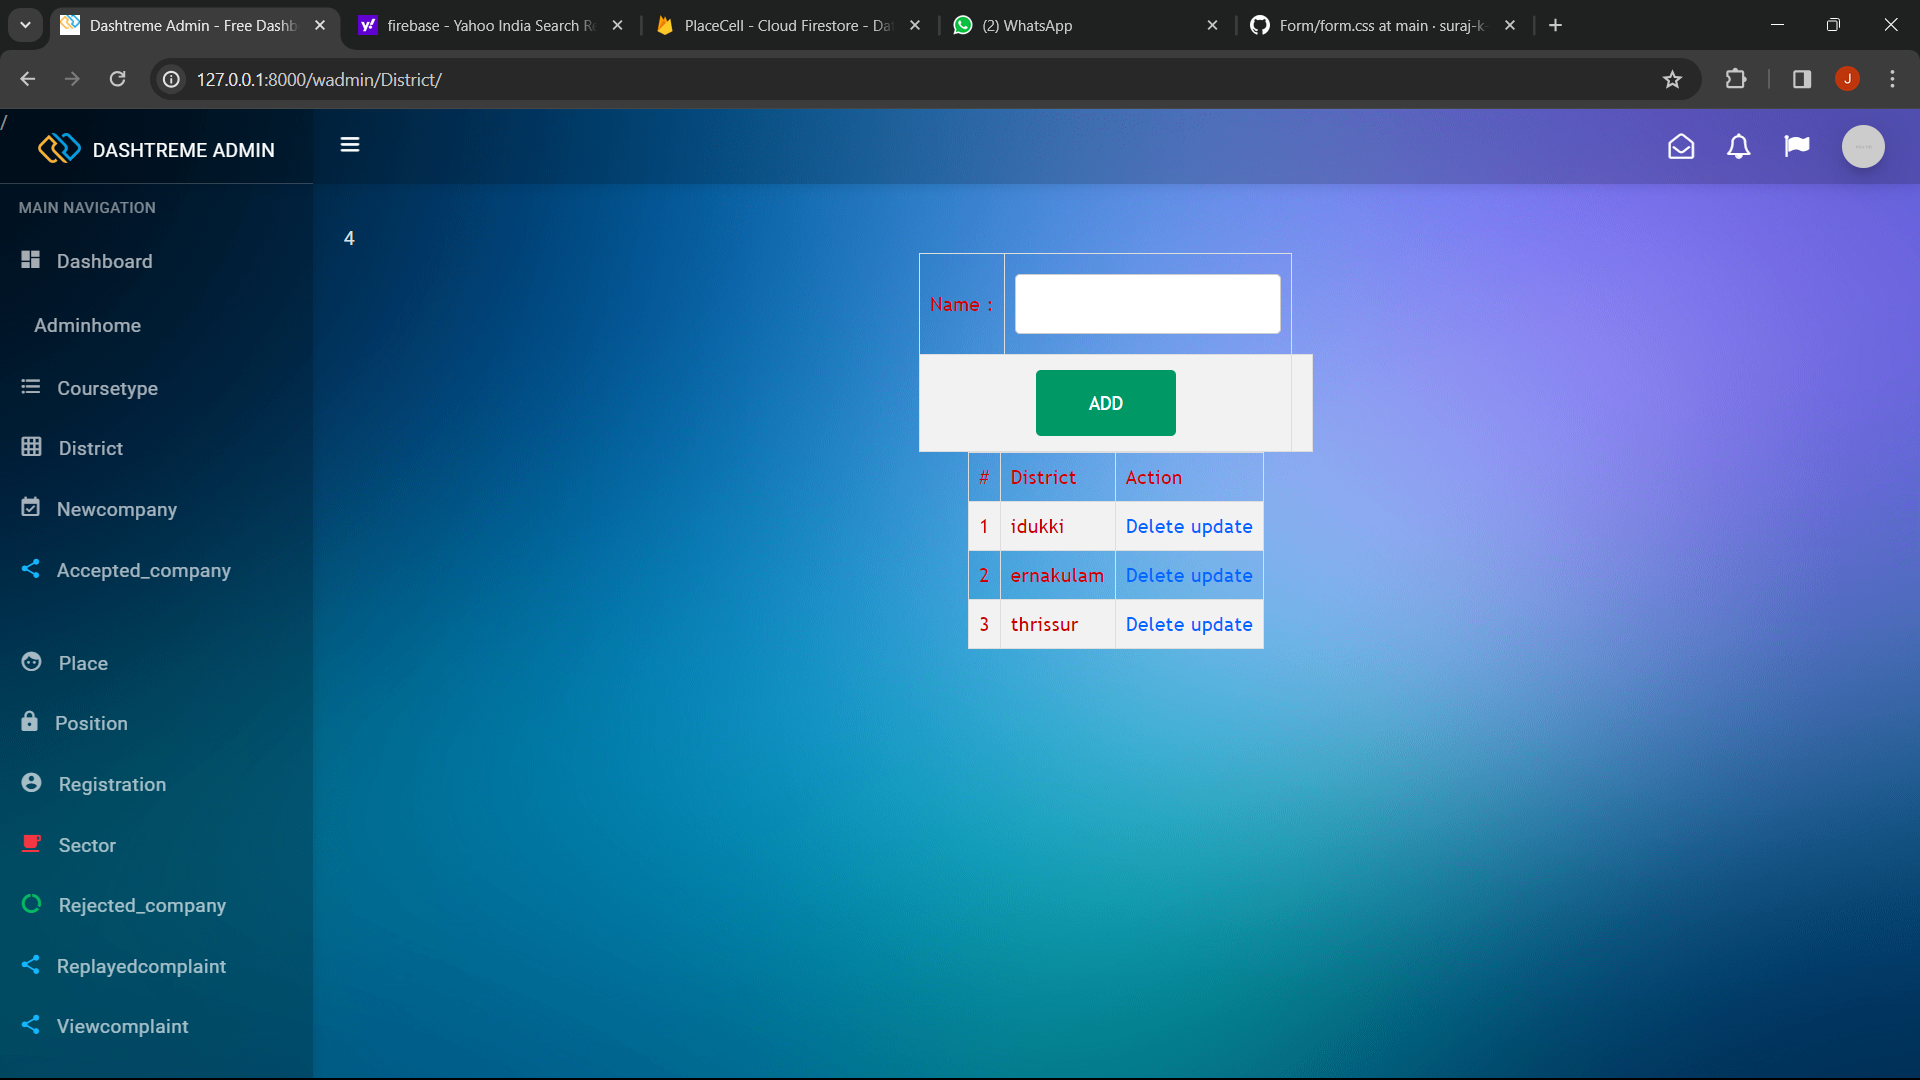 Dashtreme Admin - Free Dashb
firebase - Yahoo India Search Re
PlaceCell - Cloud Firestore - Da
(2) WhatsApp
Form/form.css at main · suraj-k
127.0.0.1:8000/wadmin/District/
J
/
DASHTREME ADMIN
MAIN NAVIGATION
Dashboard
Adminhome
Coursetype
District
Newcompany
Accepted_company
Place
Position
Registration
Sector
Rejected_company
Replayedcomplaint
Viewcomplaint
4
Name :
ADD
# District Action
1 idukki Delete update
2 ernakulam Delete update
3 thrissur Delete update